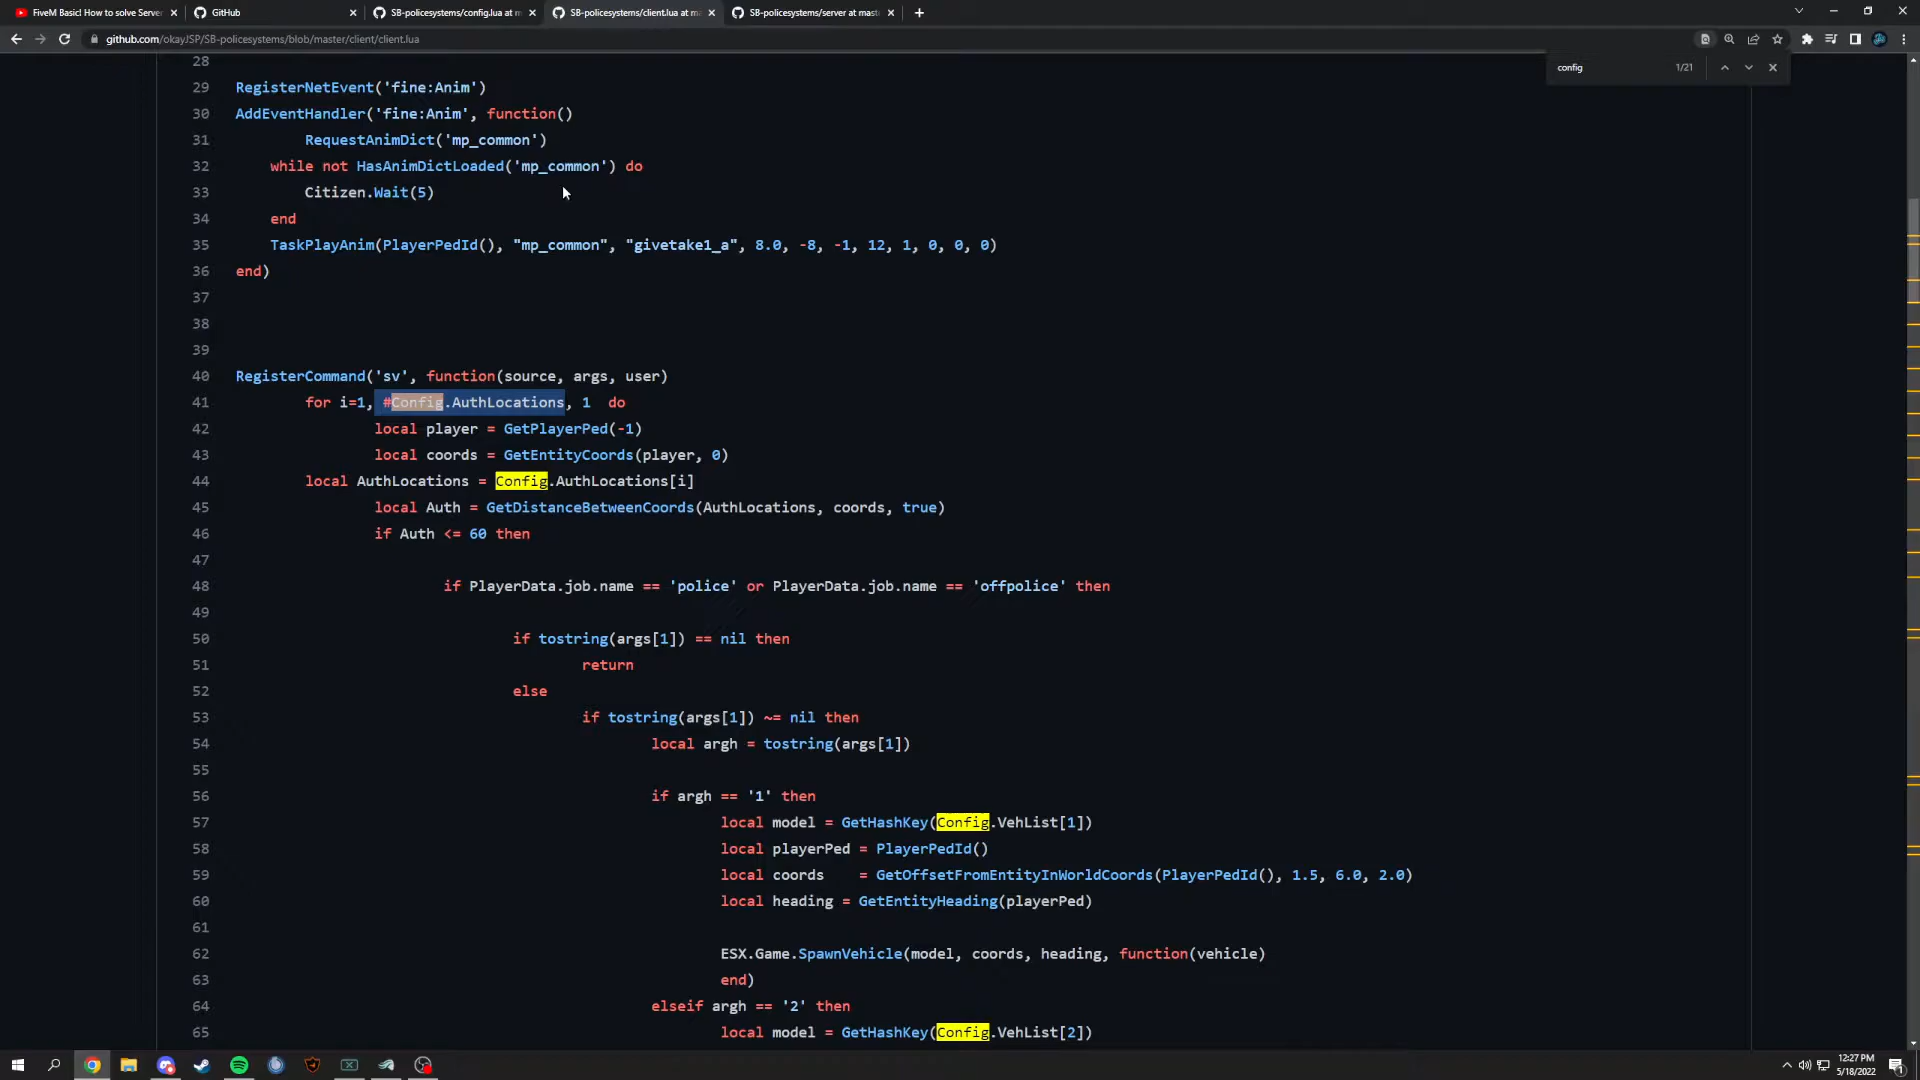 FiveM Basic! How to solve Server
GitHub
SB-policesystems/config.lua at m
SB-policesystems/client.lua at ma
SB-policesystems/server at mast
github.com/okayJSP/SB-policesystems/blob/master/client/client.lua
config 1/21
28
29 RegisterNetEvent('fine:Anim')
30 AddEventHandler('fine:Anim', function()
31 RequestAnimDict('mp_common')
32 while not HasAnimDictLoaded('mp_common') do
33 Citizen.Wait(5)
34 end
35 TaskPlayAnim(PlayerPedId(), "mp_common", "givetake1_a", 8.0, -8, -1, 12, 1, 0, 0, 0)
36 end)
37
38
39
40 RegisterCommand('sv', function(source, args, user)
41 for i=1, #Config.AuthLocations, 1 do
42 local player = GetPlayerPed(-1)
43 local coords = GetEntityCoords(player, 0)
44 local AuthLocations = Config.AuthLocations[i]
45 local Auth = GetDistanceBetweenCoords(AuthLocations, coords, true)
46 if Auth <= 60 then
47
48 if PlayerData.job.name == 'police' or PlayerData.job.name == 'offpolice' then
49
50 if tostring(args[1]) == nil then
51 return
52 else
53 if tostring(args[1]) ~= nil then
54 local argh = tostring(args[1])
55
56 if argh == '1' then
57 local model = GetHashKey(Config.VehList[1])
58 local playerPed = PlayerPedId()
59 local coords = GetOffsetFromEntityInWorldCoords(PlayerPedId(), 1.5, 6.0, 2.0)
60 local heading = GetEntityHeading(playerPed)
61
62 ESX.Game.SpawnVehicle(model, coords, heading, function(vehicle)
63 end)
64 elseif argh == '2' then
65 local model = GetHashKey(Config.VehList[2])
12:27 PM
5/18/2022
1